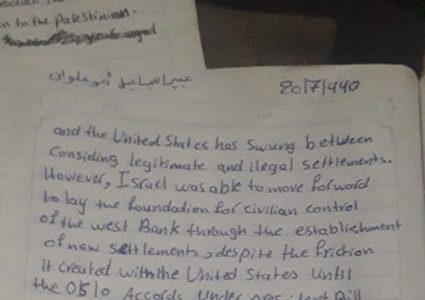 n to the Palestinian.
عبير اسماعيل أبو علوان
20/7/440
and the United States has swung between
Considing legitimate and ilegal settlements.
However, Israel was able to move forword
to lay the foundation for civilian control
of the west Bank through the establishment
of new settlements, despite the friction
it created with the United States until
the Oslo Accords. Under